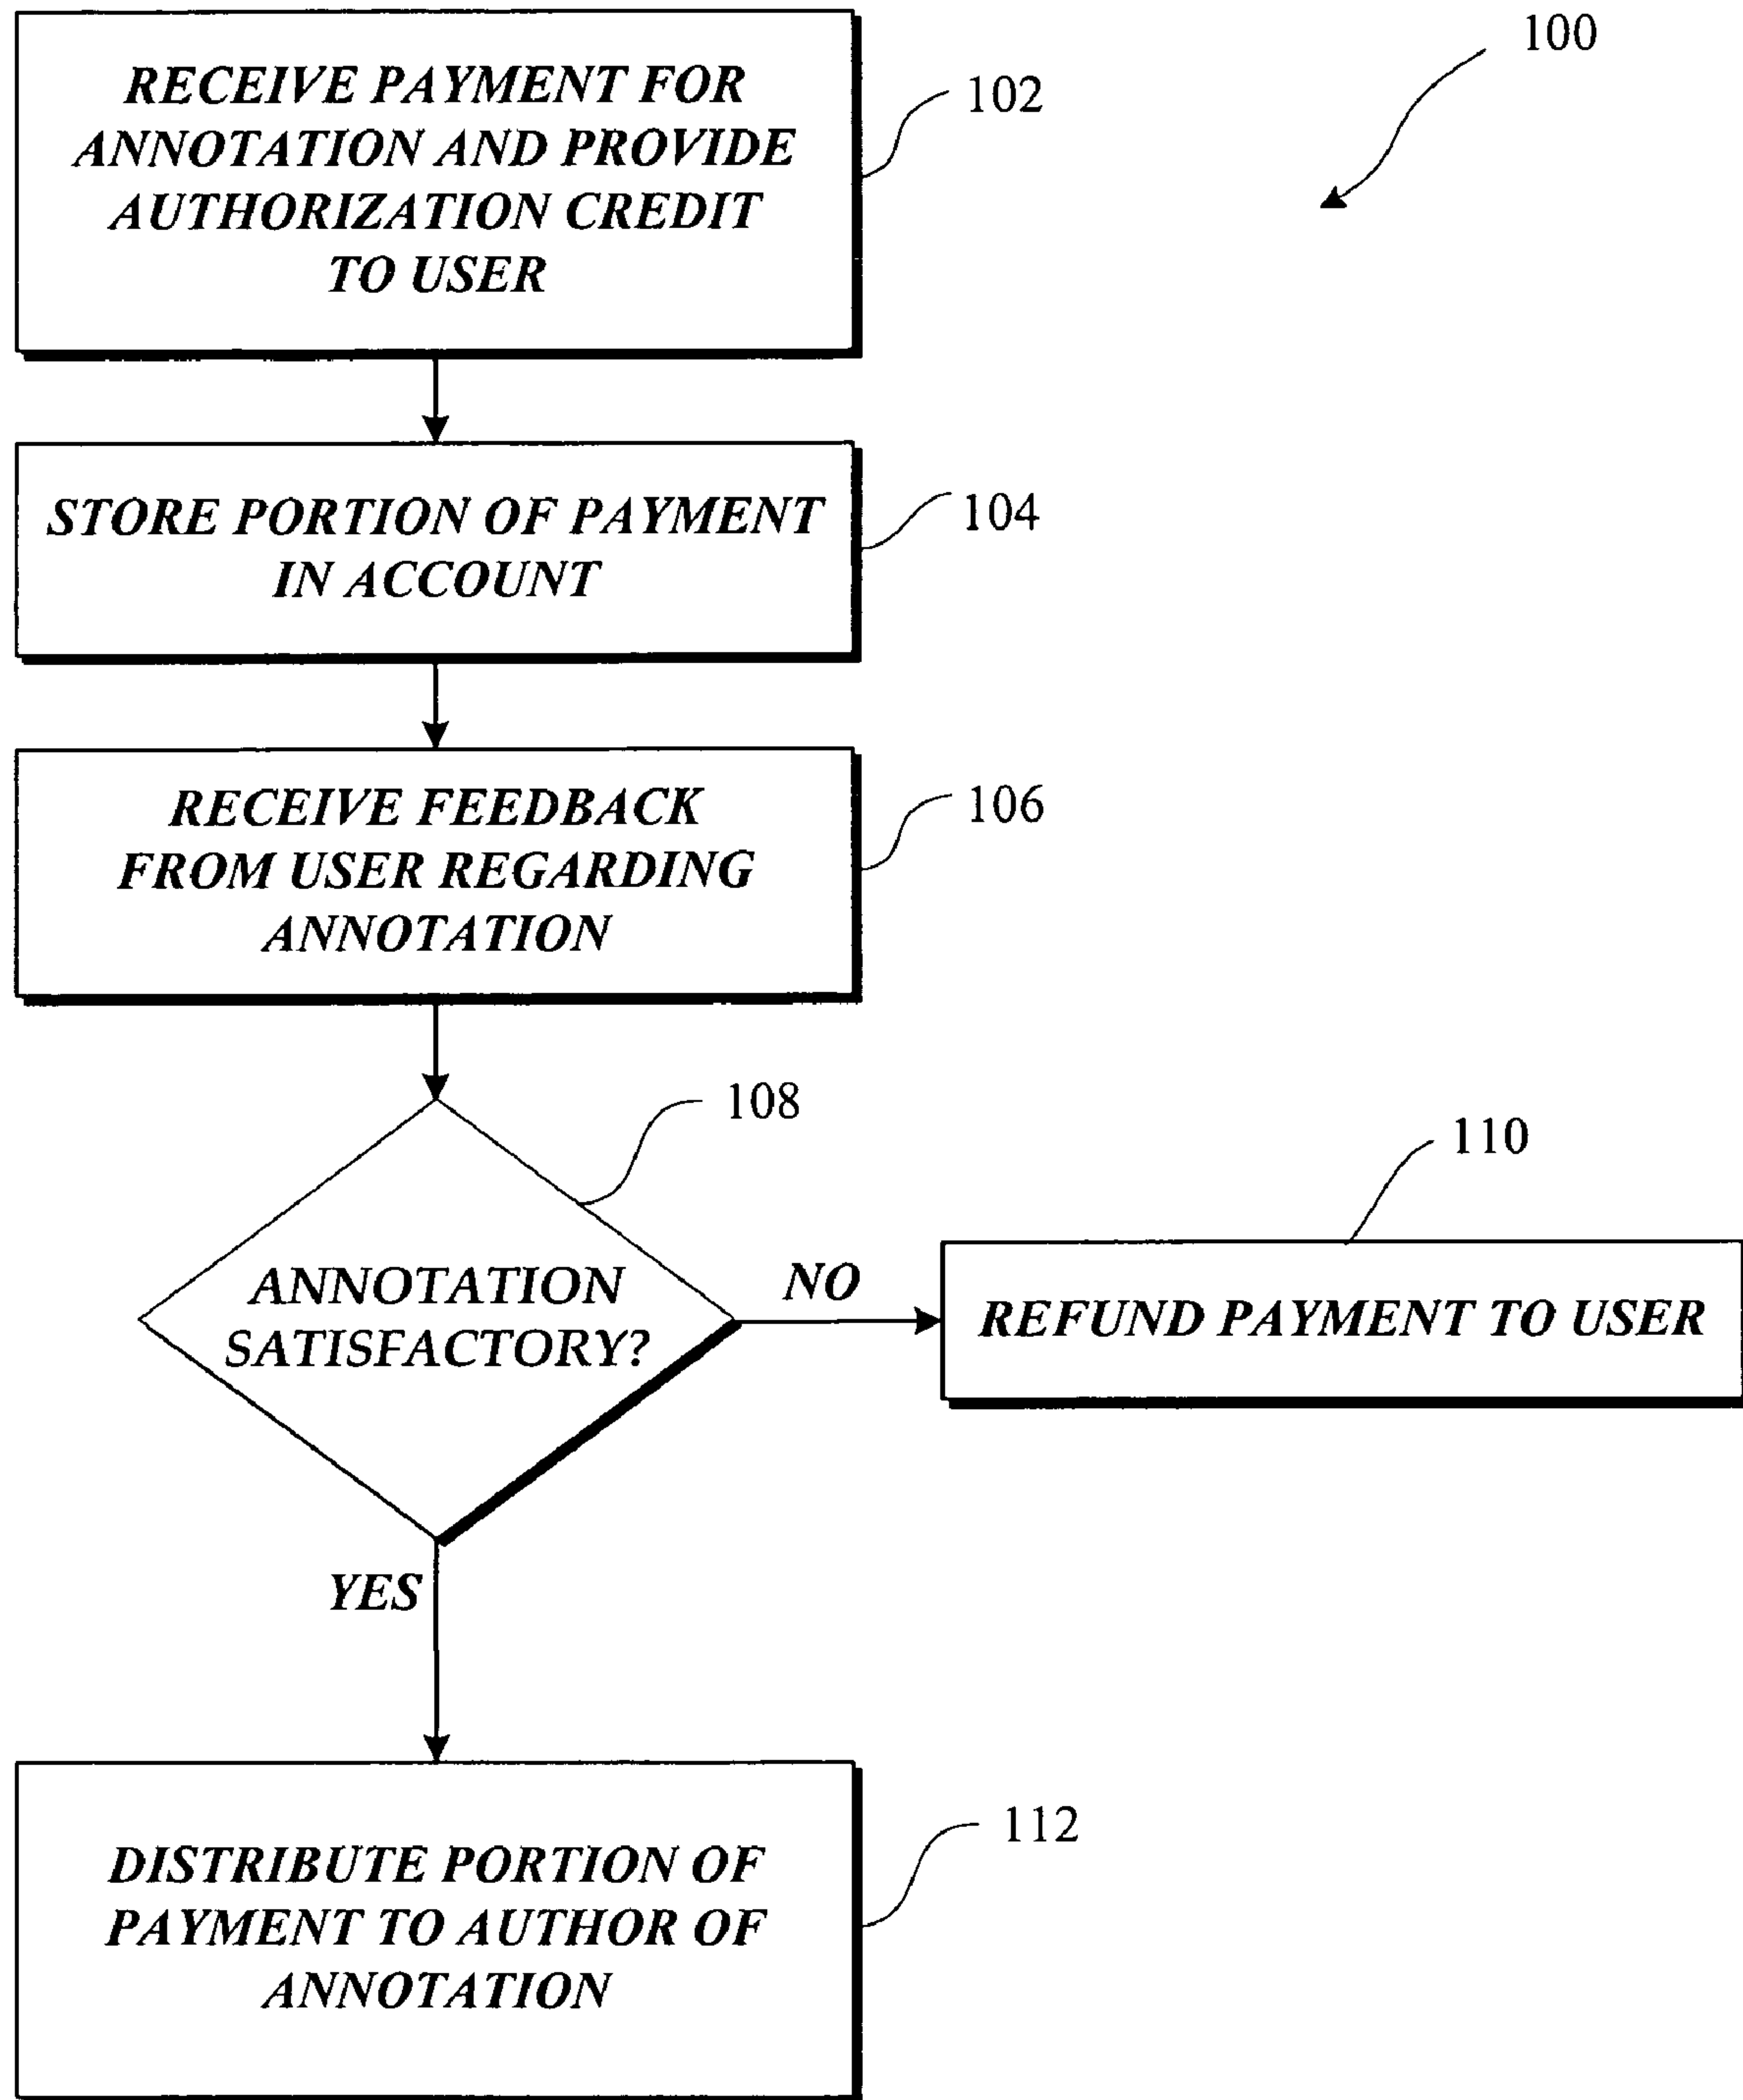 100
RECEIVE PAYMENT FOR
ANNOTATION AND PROVIDE
AUTHORIZATION CREDIT
TO USER
102
STORE PORTION OF PAYMENT
IN ACCOUNT
104
RECEIVE FEEDBACK
FROM USER REGARDING
ANNOTATION
106
108
ANNOTATION
SATISFACTORY?
NO
110
REFUND PAYMENT TO USER
YES
DISTRIBUTE PORTION OF
PAYMENT TO AUTHOR OF
ANNOTATION
112